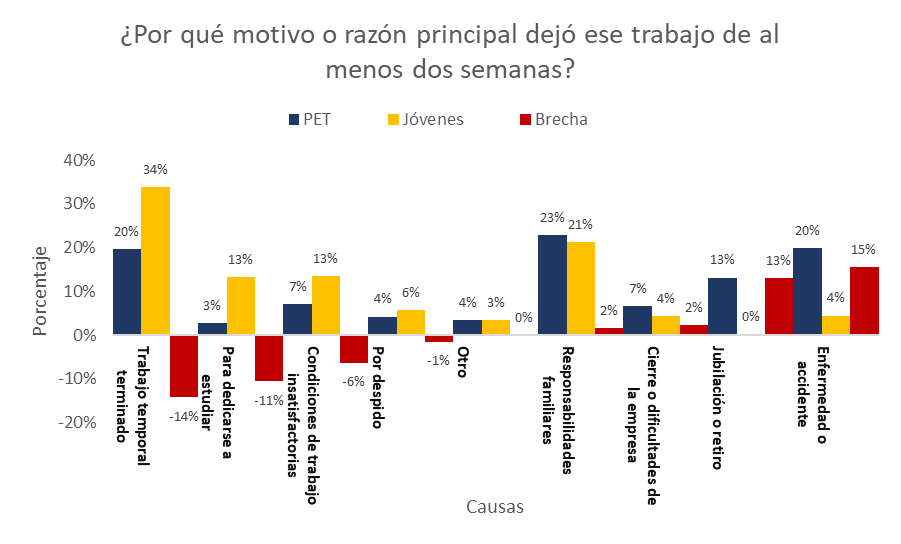 ¿Por qué motivo o razón principal dejó ese trabajo de al
menos dos semanas?
PET
Jóvenes
Brecha
Porcentaje
40%
30%
20%
10%
0%
-10%
-20%
20%
34%
-14%
3%
13%
-11%
7%
13%
-6%
4%
6%
-1%
4%
3%
0%
23%
21%
2%
7%
4%
2%
13%
0%
13%
20%
4%
15%
Trabajo temporal
terminado
Para dedicarse a
estudiar
Condiciones de trabajo
insatisfactorias
Por despido
Otro
Responsabilidades
familiares
Cierre o dificultades de
la empresa
Jubilación o retiro
Enfermedad o
accidente
Causas